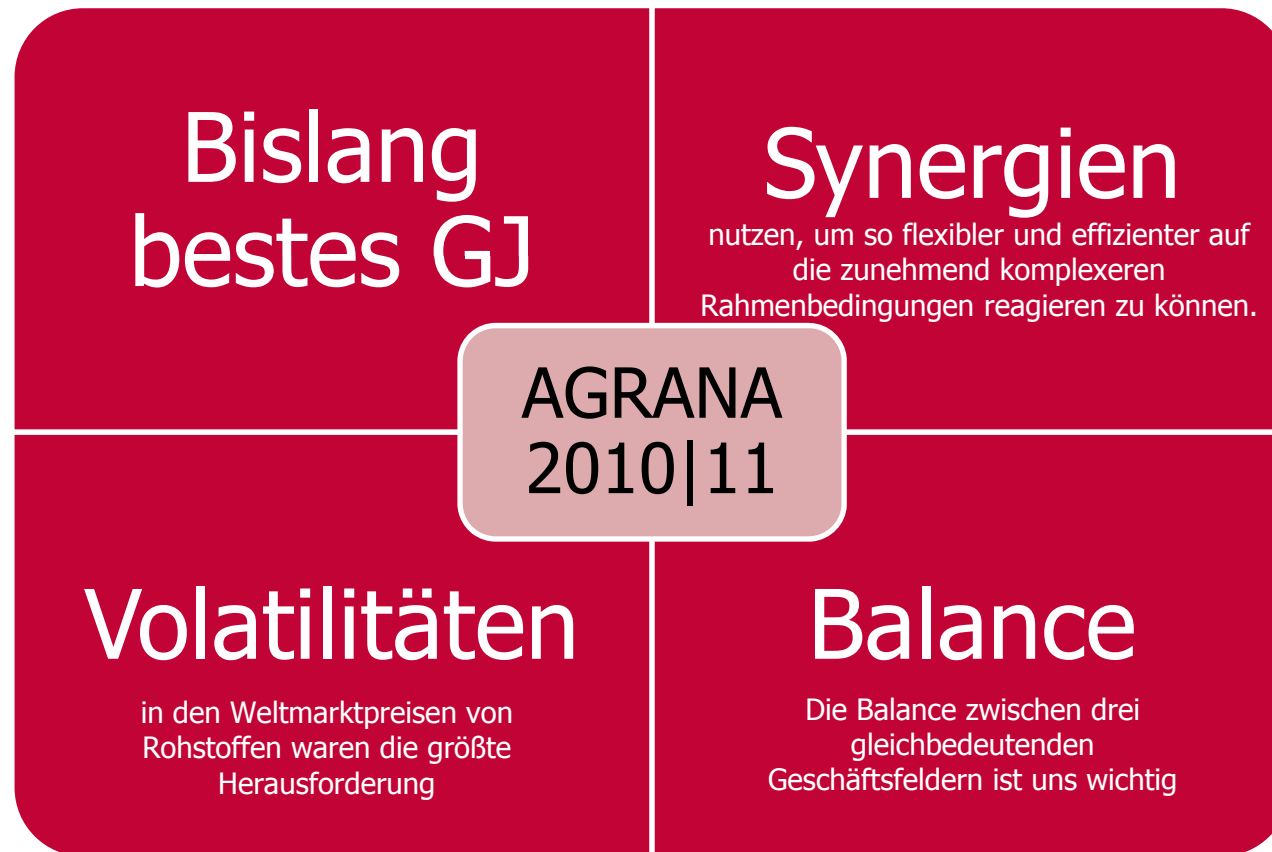 Bislang
bestes GJ
Synergien
nutzen, um so flexibler und effizienter auf
die zunehmend komplexeren
Rahmenbedingungen reagieren zu können.
AGRANA
2010|11
Volatilitäten
in den Weltmarktpreisen von
Rohstoffen waren die größte
Herausforderung
Balance
Die Balance zwischen drei
gleichbedeutenden
Geschäftsfeldern ist uns wichtig